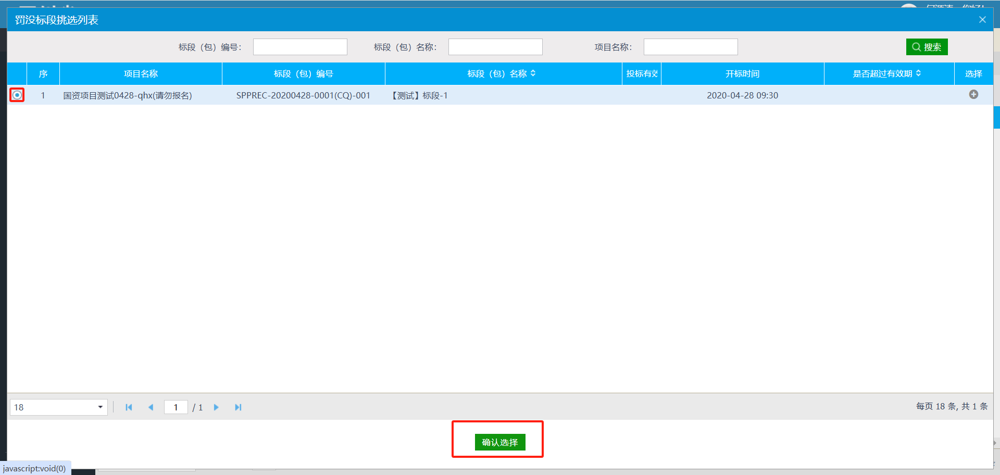 罚没标段挑选列表
标段（包）编号： 标段（包）名称： 项目名称： 搜索
序 项目名称 标段（包）编号 标段（包）名称 投标有效 开标时间 是否超过有效期 选择
1 国资项目测试0428-qhx(请勿报名) SPPREC-20200428-0001(CQ)-001 【测试】标段-1 2020-04-28 09:30
18 1 / 1 每页 18 条, 共 1 条
确认选择
javascript:void(0)